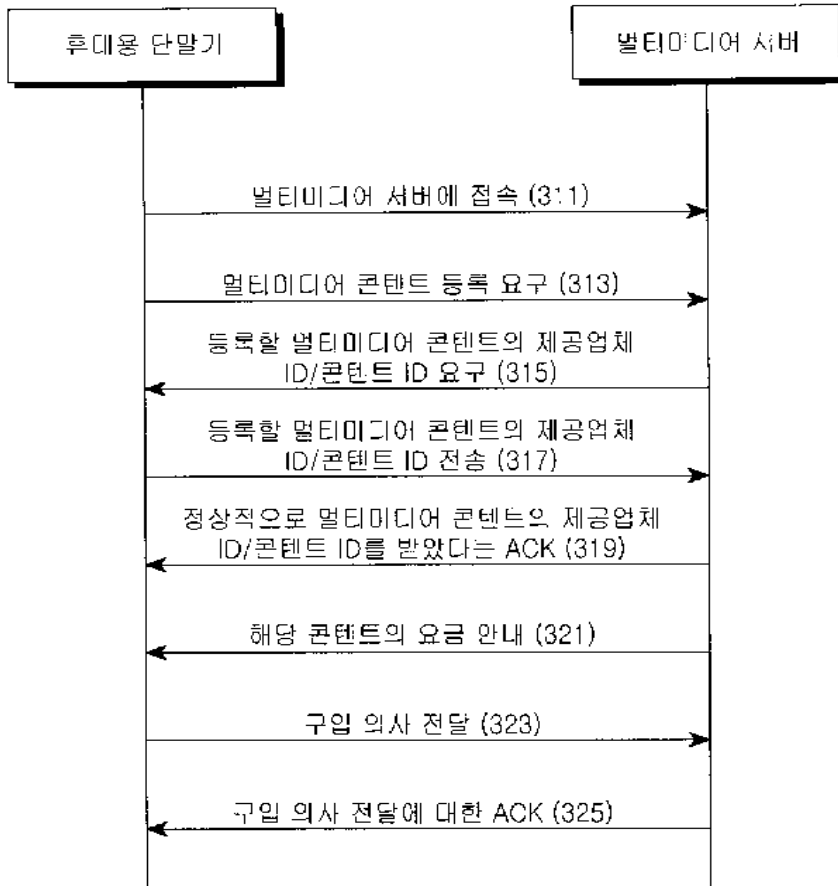 휴대용 단말기
멀티미디어 서버
멀티미디어 서버에 접속 (311)
멀티미디어 콘텐트 등록 요구 (313)
등록할 멀티미디어 콘텐트의 제공업체
ID/콘텐트 ID 요구 (315)
등록할 멀티미디어 콘텐트의 제공업체
ID/콘텐트 ID 전송 (317)
정상적으로 멀티미디어 콘텐트의 제공업체
ID/콘텐트 ID를 받았다는 ACK (319)
해당 콘텐트의 요금 안내 (321)
구입 의사 전달 (323)
구입 의사 전달에 대한 ACK (325)